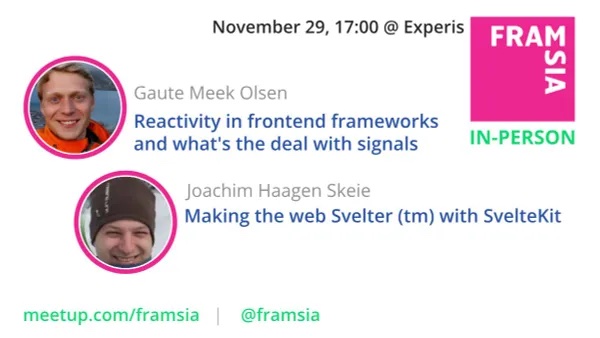 November 29, 17:00 @ Experis
FRAM
SIA
IN-PERSON
Gaute Meek Olsen
Reactivity in frontend frameworks
and what's the deal with signals
Joachim Haagen Skeie
Making the web Svelter (tm) with SvelteKit
meetup.com/framsia | @framsia